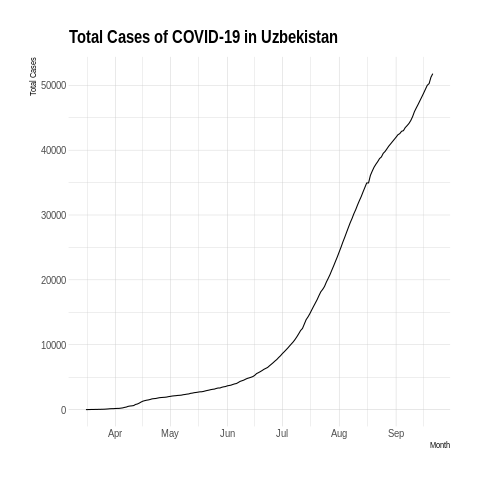 Total Cases of COVID-19 in Uzbekistan
Total Cases
50000
40000
30000
20000
10000
0
Apr May Jun Jul Aug Sep
Month